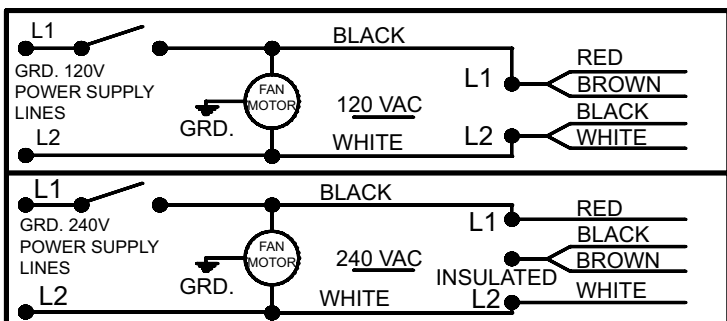 L1
BLACK
GRD. 120V
POWER SUPPLY
LINES
GRD.
FAN
MOTOR
120 VAC
L1
RED
BROWN
L2
BLACK
WHITE
L2
WHITE
L1
BLACK
GRD. 240V
POWER SUPPLY
LINES
GRD.
FAN
MOTOR
240 VAC
L1
RED
BLACK
BROWN
INSULATED
L2
WHITE
L2
WHITE